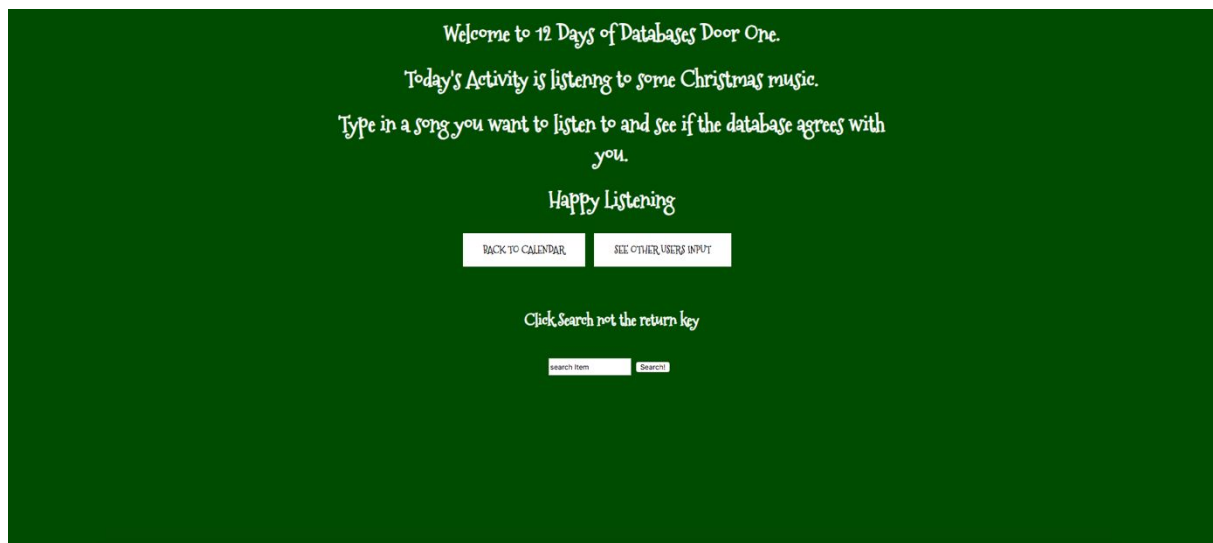 Welcome to 12 Days of Databases Door One.
Today's Activity is listenng to some Christmas music.
Type in a song you want to listen to and see if the database agrees with
you.
Happy Listening
BACK TO CALENDAR
SEE OTHER USERS INPUT
Click Search not the return key
search Item
Search!